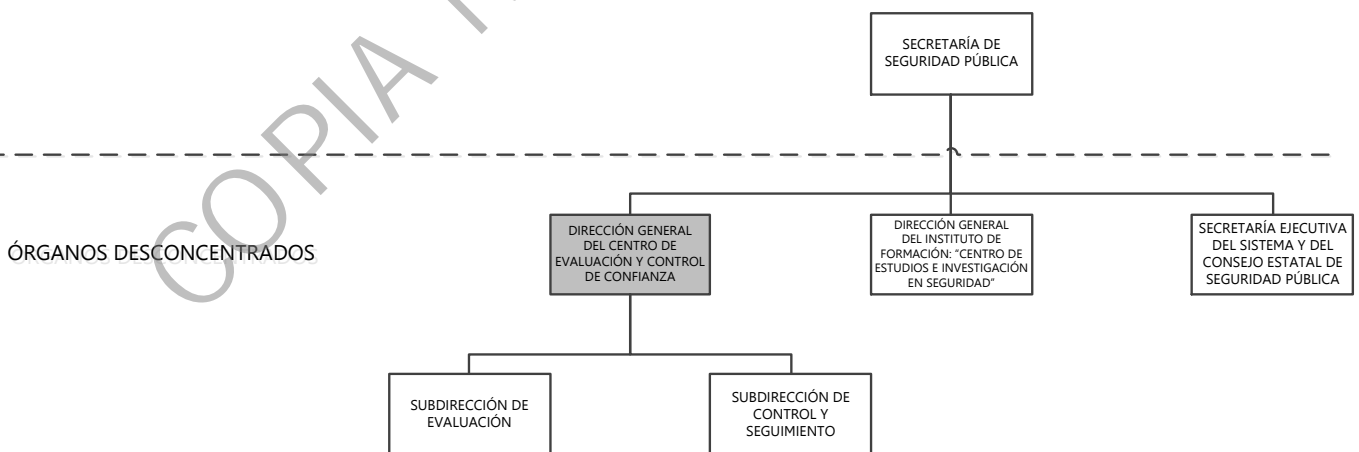 SECRETARÍA DE
SEGURIDAD PÚBLICA
COPIA
ÓRGANOS DESCONCENTRADOS
DIRECCIÓN GENERAL
DEL CENTRO DE
EVALUACIÓN Y CONTROL
DE CONFIANZA
DIRECCIÓN GENERAL
DEL INSTITUTO DE
FORMACIÓN: "CENTRO DE
ESTUDIOS E INVESTIGACIÓN
EN SEGURIDAD"
SECRETARÍA EJECUTIVA
DEL SISTEMA Y DEL
CONSEJO ESTATAL DE
SEGURIDAD PÚBLICA
SUBDIRECCIÓN DE
EVALUACIÓN
SUBDIRECCIÓN DE
CONTROL Y
SEGUIMIENTO